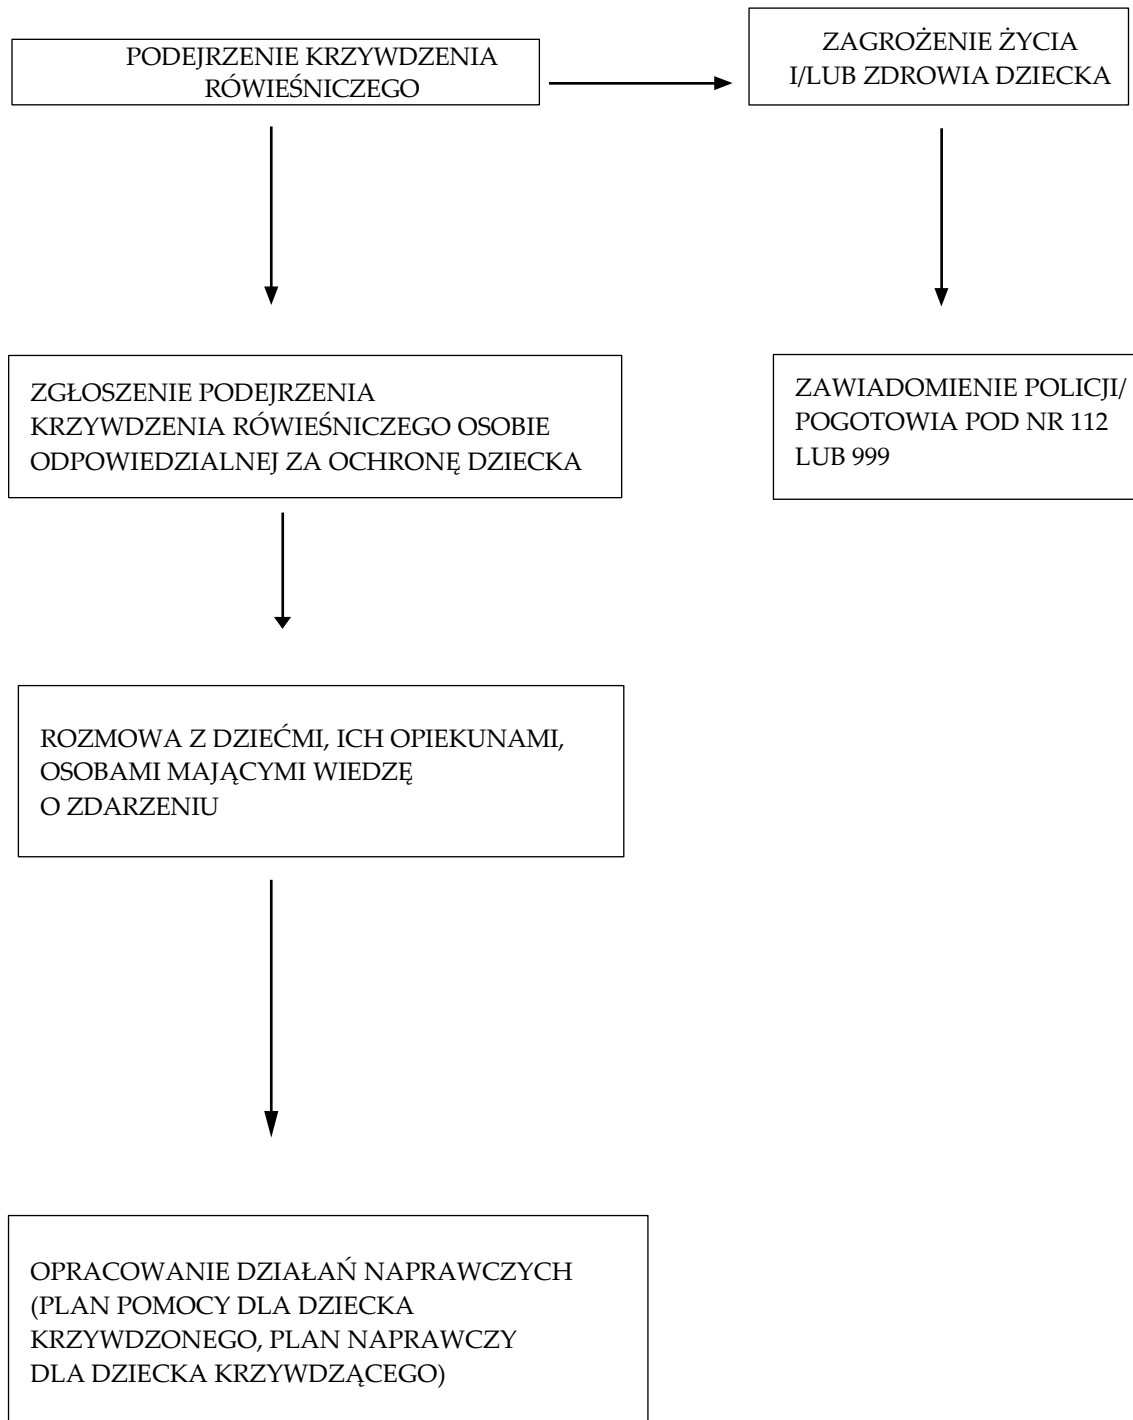 PODEJRZENIE KRZYWDZENIA
RÓWIEŚNICZEGO
ZAGROŻENIE ŻYCIA
I/LUB ZDROWIA DZIECKA
ZGŁOSZENIE PODEJRZENIA
KRZYWDZENIA RÓWIEŚNICZEGO OSOBIE
ODPOWIEDZIALNEJ ZA OCHRONĘ DZIECKA
ZAWIADOMIENIE POLICJI/
POGOTOWIA POD NR 112
LUB 999
ROZMOWA Z DZIEĆMI, ICH OPIEKUNAMI,
OSOBAMI MAJĄCYMI WIEDZĘ
O ZDARZENIU
OPRACOWANIE DZIAŁAŃ NAPRAWCZYCH
(PLAN POMOCY DLA DZIECKA
KRZYWDZONEGO, PLAN NAPRAWCZY
DLA DZIECKA KRZYWDZĄCEGO)